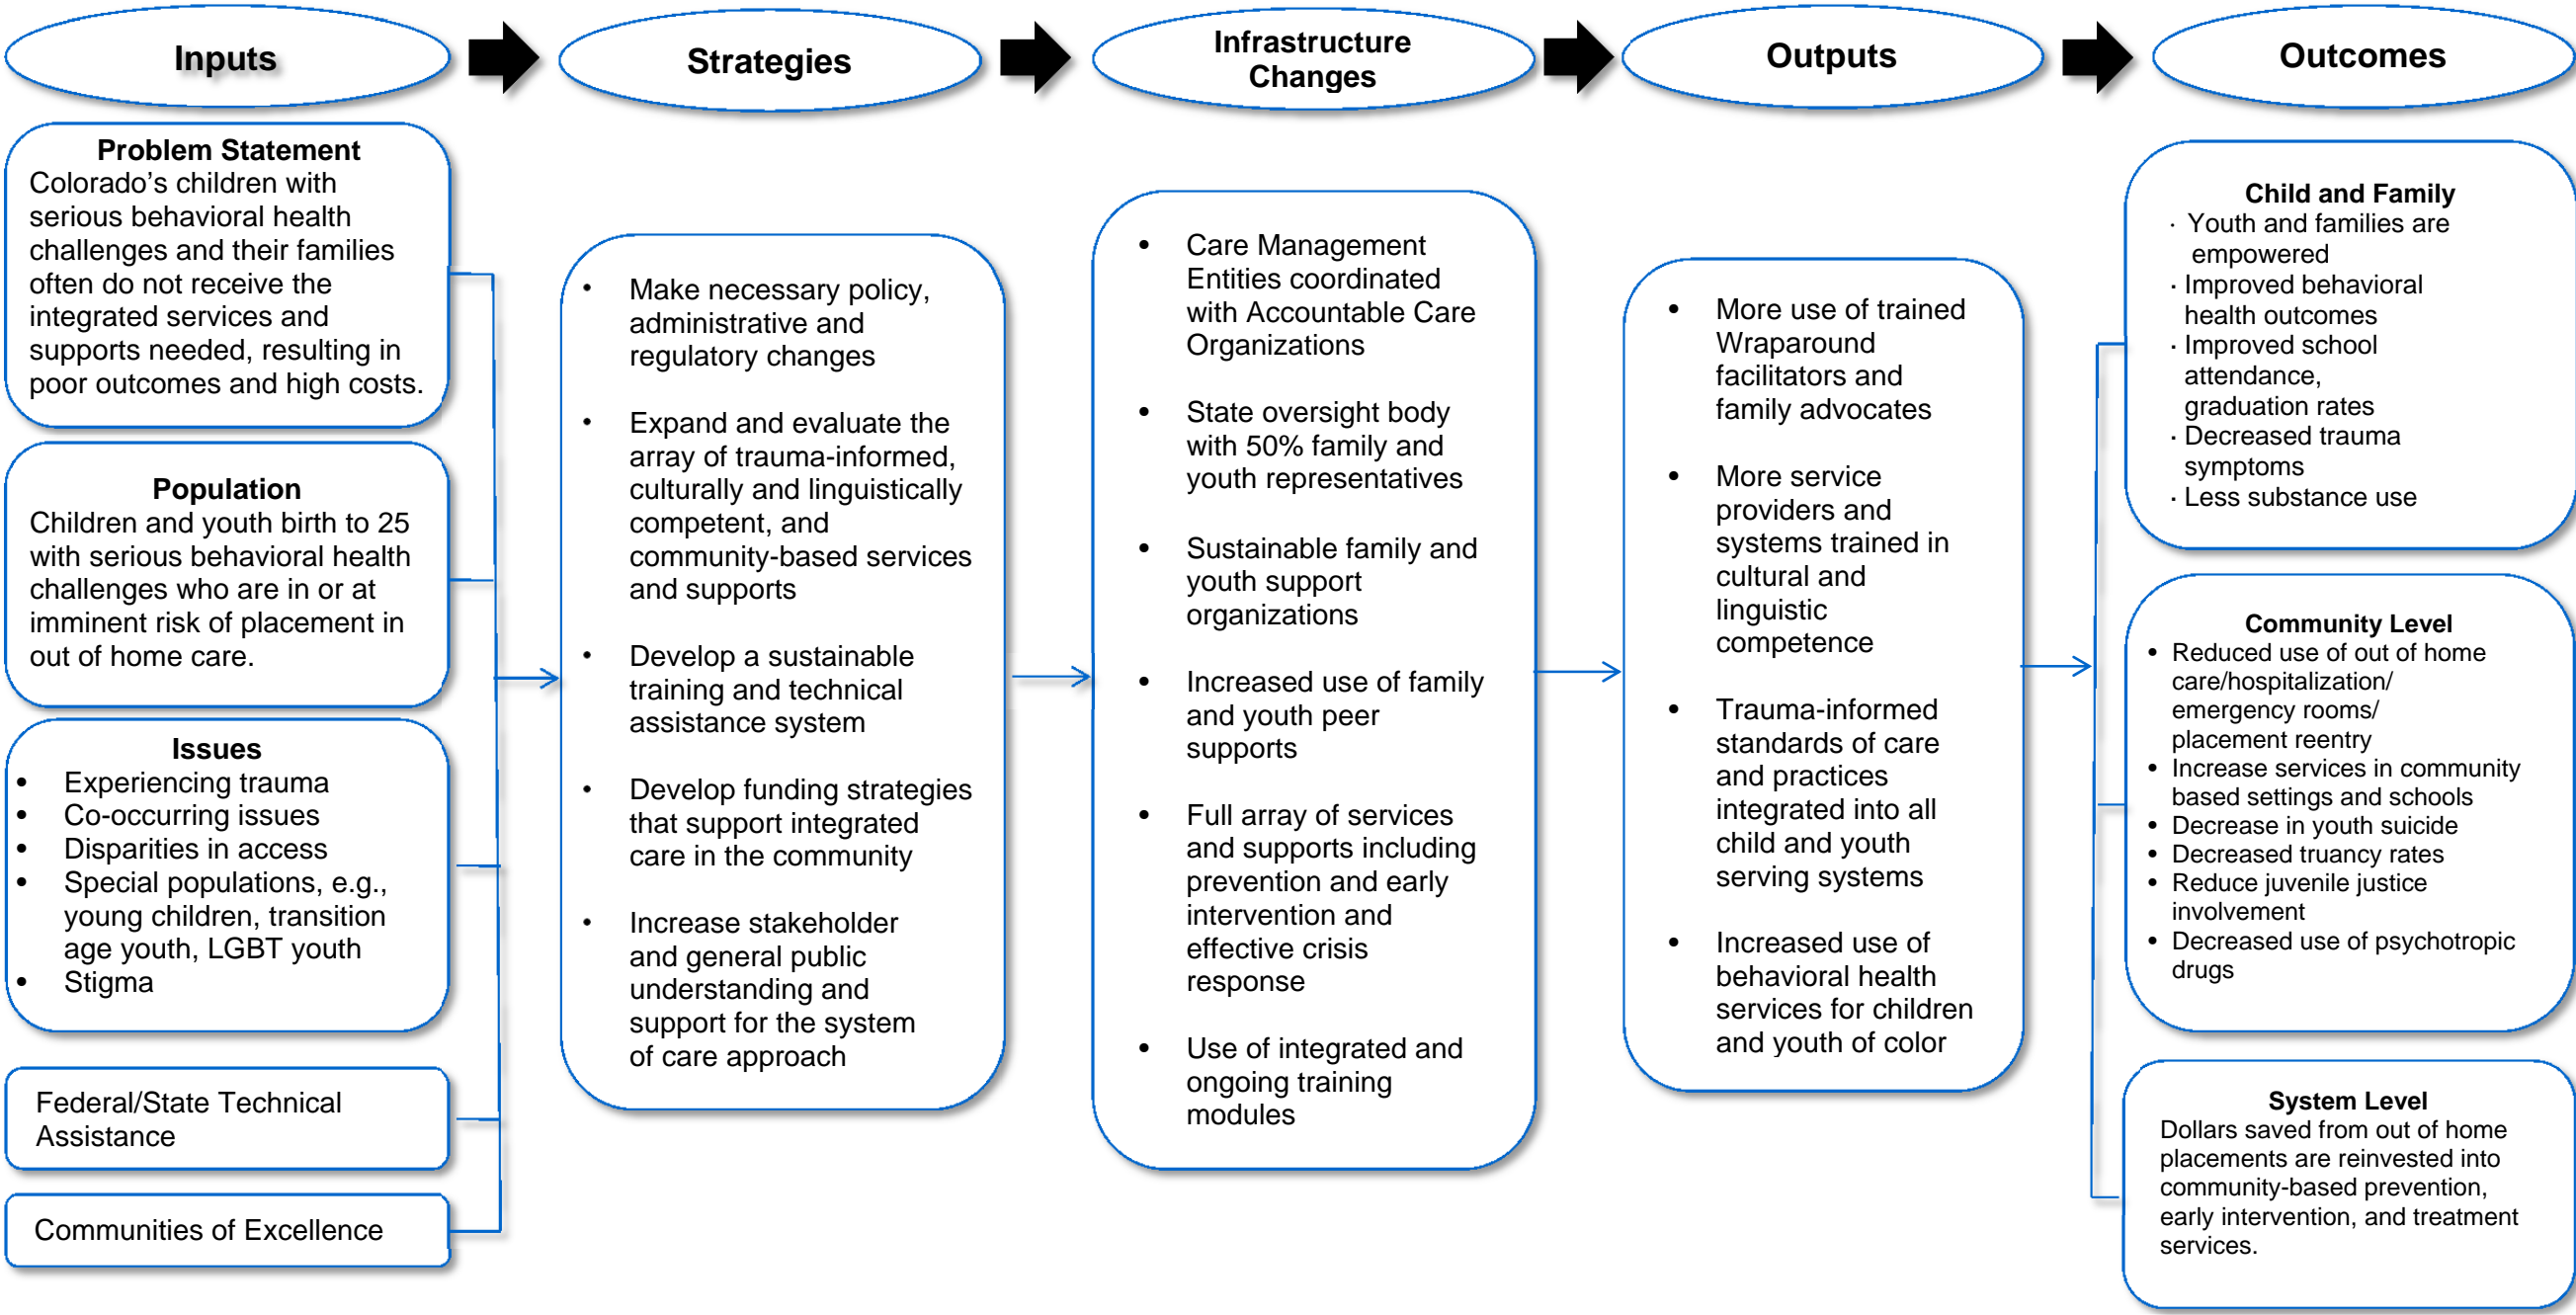 Inputs
Strategies
Infrastructure
Changes
Outputs
Outcomes
Problem Statement
Colorado’s children with
serious behavioral health
challenges and their families
often do not receive the
integrated services and
supports needed, resulting in
poor outcomes and high costs.
Population
Children and youth birth to 25
with serious behavioral health
challenges who are in or at
imminent risk of placement in
out of home care.
Issues
• Experiencing trauma
• Co-occurring issues
• Disparities in access
• Special populations, e.g.,
young children, transition
age youth, LGBT youth
• Stigma
Federal/State Technical
Assistance
Communities of Excellence
• Make necessary policy,
administrative and
regulatory changes
• Expand and evaluate the
array of trauma-informed,
culturally and linguistically
competent, and
community-based services
and supports
• Develop a sustainable
training and technical
assistance system
• Develop funding strategies
that support integrated
care in the community
• Increase stakeholder
and general public
understanding and
support for the system
of care approach
• Care Management
Entities coordinated
with Accountable Care
Organizations
• State oversight body
with 50% family and
youth representatives
• Sustainable family and
youth support
organizations
• Increased use of family
and youth peer
supports
• Full array of services
and supports including
prevention and early
intervention and
effective crisis
response
• Use of integrated and
ongoing training
modules
• More use of trained
Wraparound
facilitators and
family advocates
• More service
providers and
systems trained in
cultural and
linguistic
competence
• Trauma-informed
standards of care
and practices
integrated into all
child and youth
serving systems
• Increased use of
behavioral health
services for children
and youth of color
Child and Family
· Youth and families are
empowered
· Improved behavioral
health outcomes
· Improved school
attendance,
graduation rates
· Decreased trauma
symptoms
· Less substance use
Community Level
• Reduced use of out of home
care/hospitalization/
emergency rooms/
placement reentry
• Increase services in community
based settings and schools
• Decrease in youth suicide
• Decreased truancy rates
• Reduce juvenile justice
involvement
• Decreased use of psychotropic
drugs
System Level
Dollars saved from out of home
placements are reinvested into
community-based prevention,
early intervention, and treatment
services.